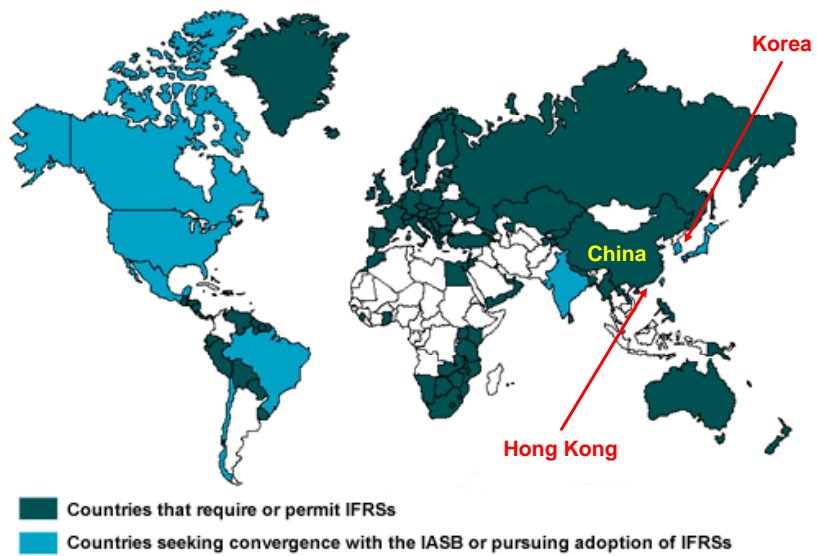 Korea
China
Hong Kong
Countries that require or permit IFRSs
Countries seeking convergence with the IASB or pursuing adoption of IFRSs